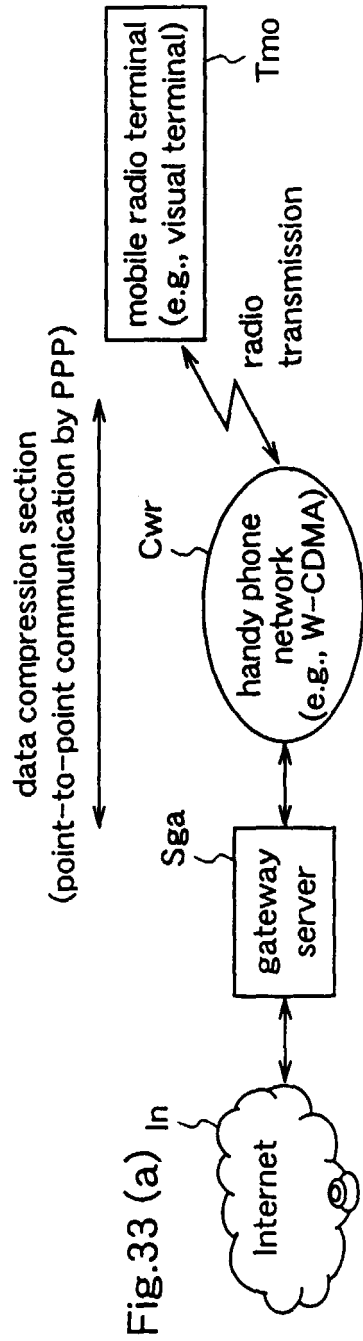 Fig.33 (a)
data compression section
(point-to-point communication by PPP)
In
Internet
Sga
gateway
server
Cwr
handy phone
network
(e.g., W-CDMA)
radio
transmission
mobile radio terminal
(e.g., visual terminal)
Tmo